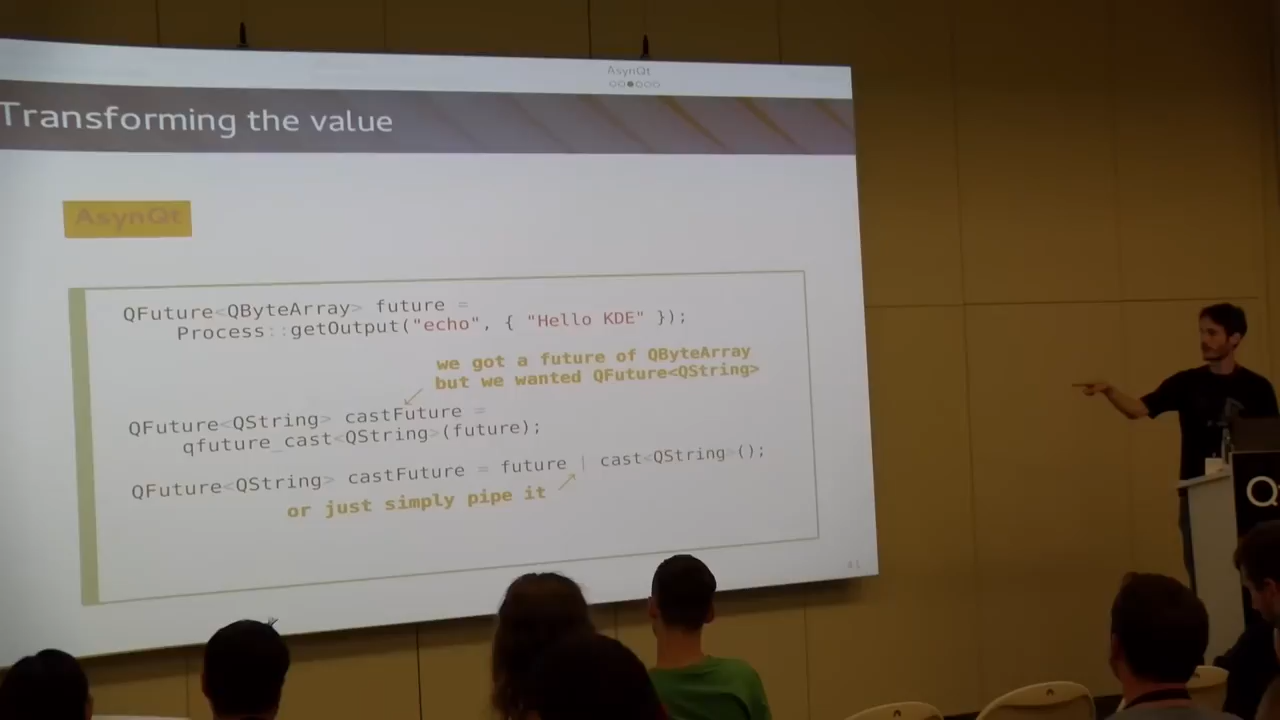 AsynQt
Transforming the value
AsynQt
QFuture<QByteArray> future =
Process::getOutput("echo", { "Hello KDE" });
we got a future of QByteArray
but we wanted QFuture<QString>
QFuture<QString> castFuture =
qfuture_cast<QString>(future);
QFuture<QString> castFuture = future | cast<QString>();
or just simply pipe it